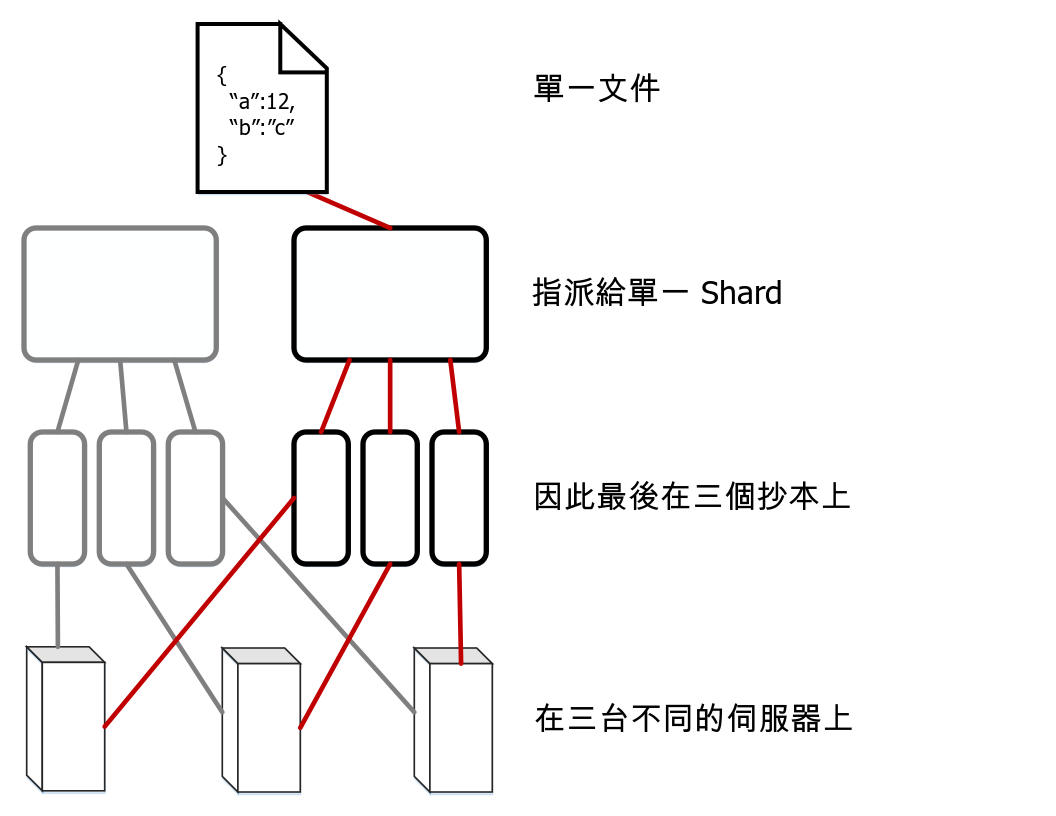 {
“a”:12,
“b”:”c”
}
單一文件
指派給單一 Shard
因此最後在三個抄本上
在三台不同的伺服器上